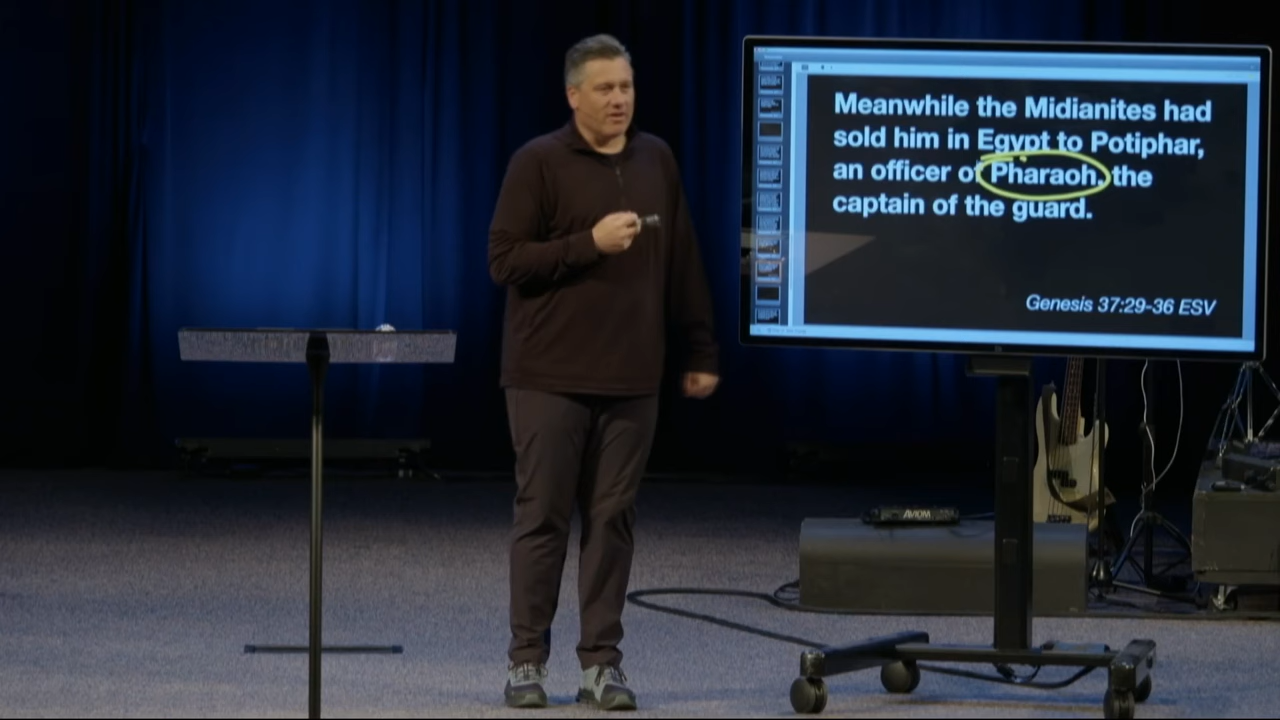 Meanwhile the Midianites had
sold him in Egypt to Potiphar,
an officer of Pharaoh, the
captain of the guard.
Genesis 37:29-36 ESV
AVIOM